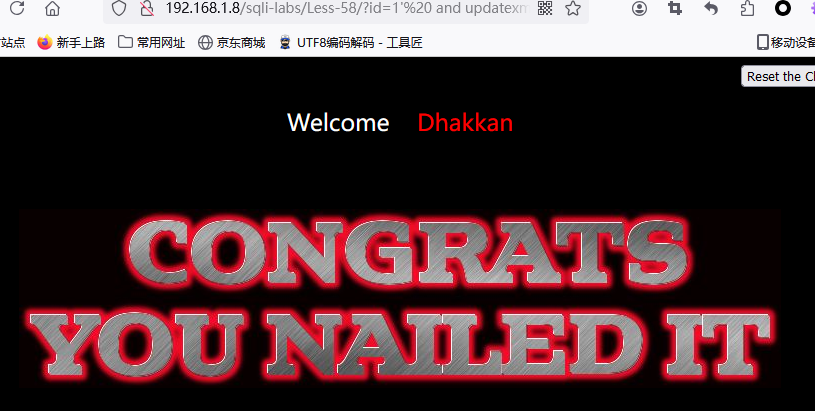 192.168.1.8/sqli-labs/Less-58/?id=1'%20 and updatexm
站点 新手上路 常用网址 京东商城 UTF8编码解码 - 工具匠 移动设备
Reset the Cl
Welcome Dhakkan
CONGRATS
YOU NAILED IT